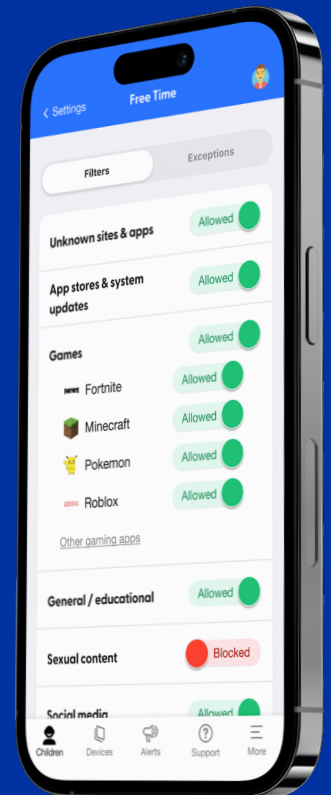 Settings
Free Time
Filters
Exceptions
Unknown sites & apps
Allowed
App stores & system
updates
Allowed
Games
Allowed
Fortnite
Allowed
Minecraft
Allowed
Pokemon
Allowed
Roblox
Allowed
Other gaming apps
General / educational
Allowed
Sexual content
Blocked
Social media
Allowed
Children
Devices
Alerts
Support
More